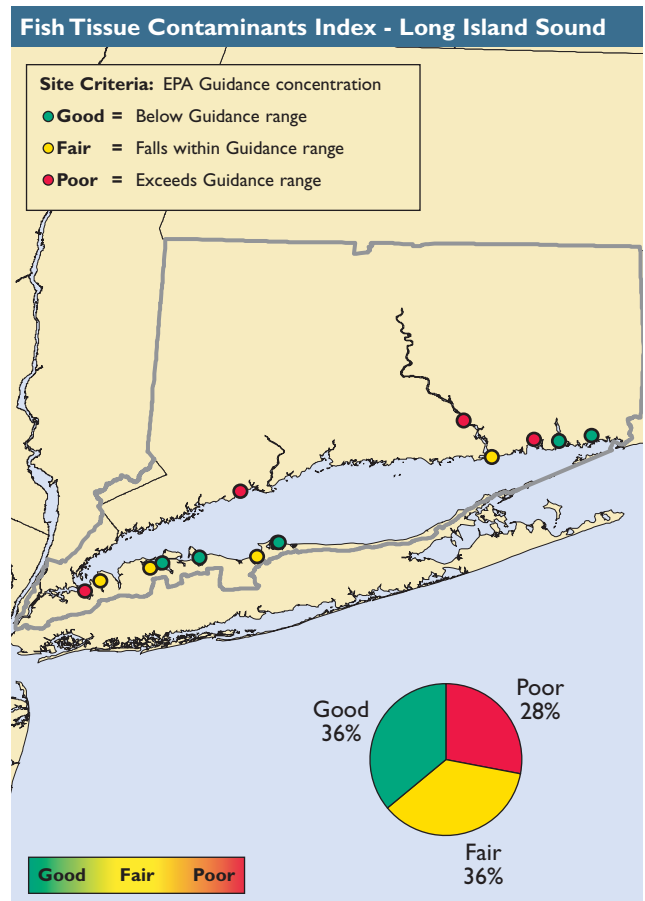 Fish Tissue Contaminants Index - Long Island Sound
Site Criteria: EPA Guidance concentration
Good = Below Guidance range
Fair = Falls within Guidance range
Poor = Exceeds Guidance range
Good
36%
Poor
28%
Fair
36%
Good Fair Poor